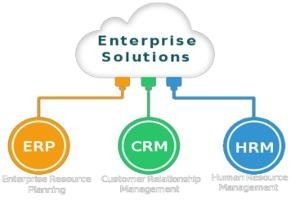 Enterprise
Solutions
ERP
CRM
HRM
Enterprise Resource
Planning
Customer Relationship
Management
Human Resource
Management